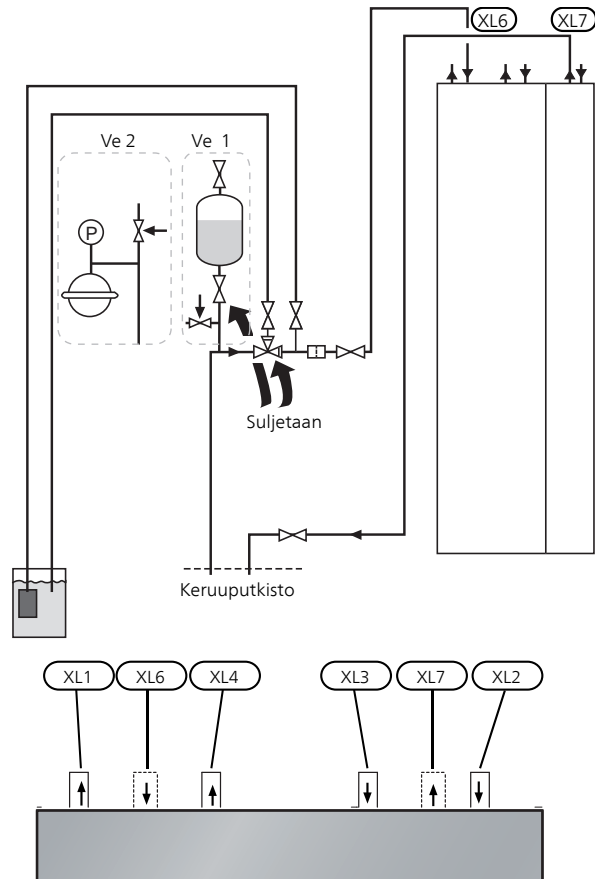 XL6 XL7
Ve 2 Ve 1
P
Suljetaan
Keruuputkisto
XL1 XL6 XL4 XL3 XL7 XL2